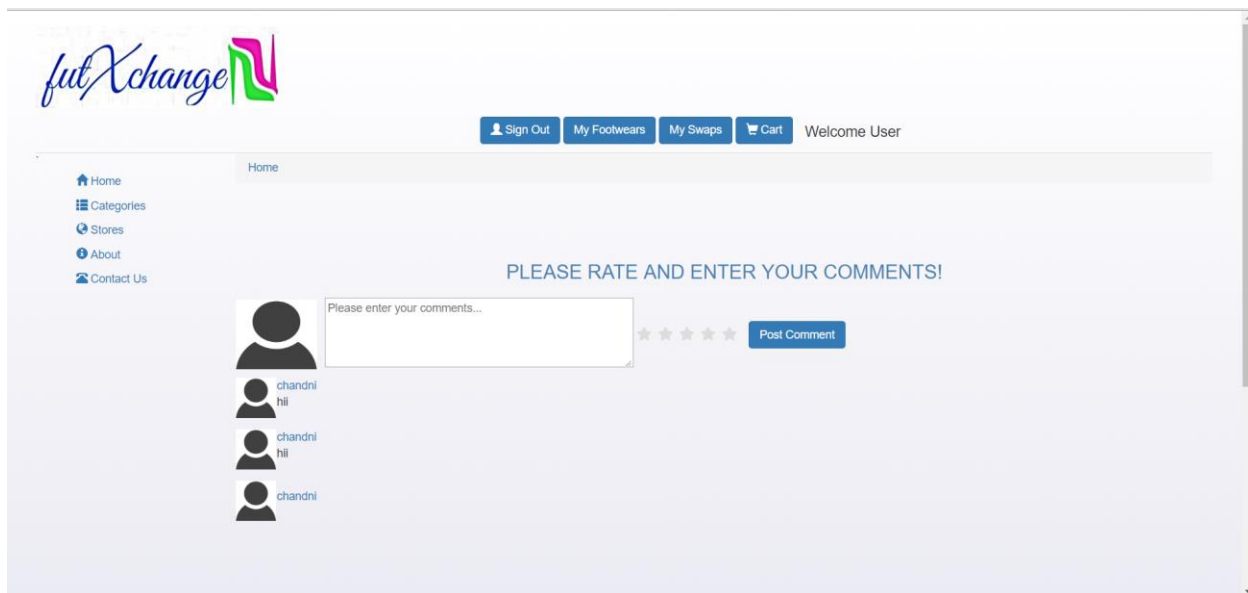 futXchange
Sign Out My Footwears My Swaps Cart Welcome User
Home
Home
Categories
Stores
About
Contact Us
PLEASE RATE AND ENTER YOUR COMMENTS!
Please enter your comments...
Post Comment
chandni
hii
chandni
hii
chandni